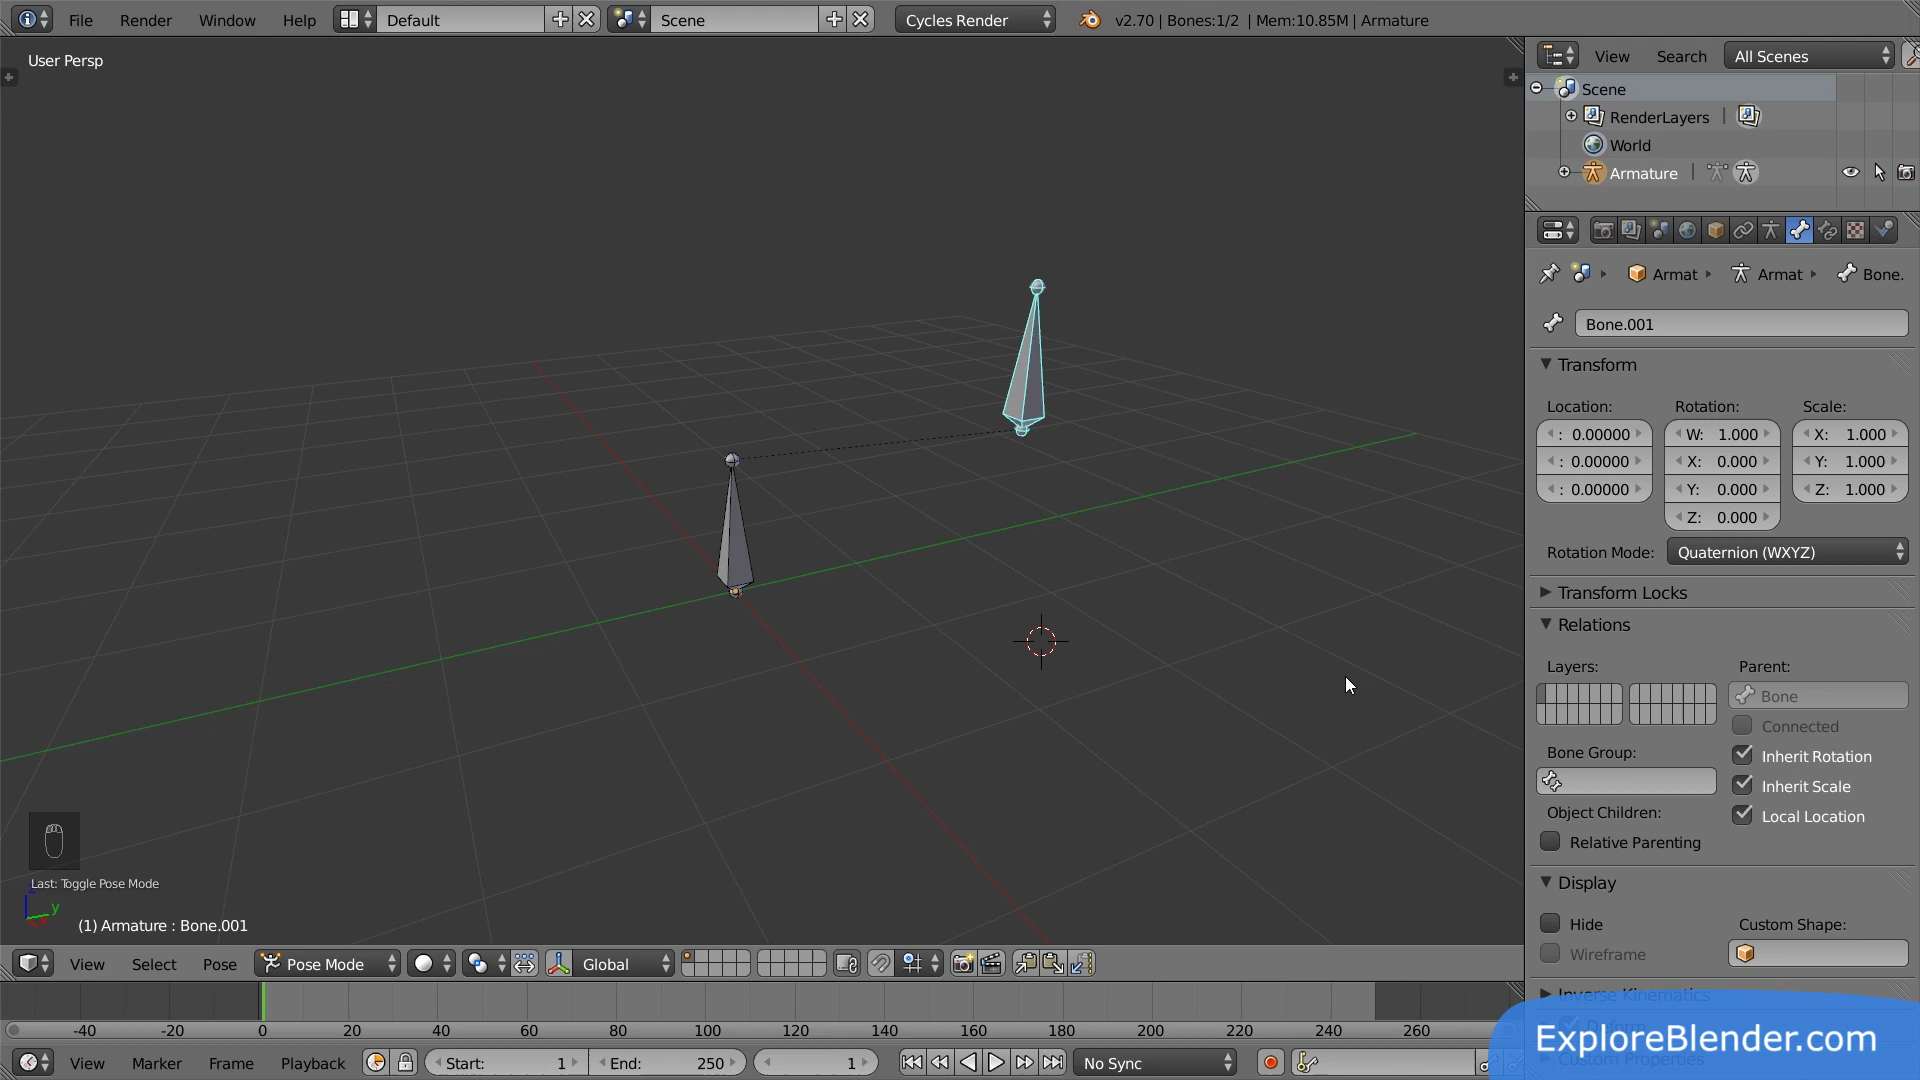 File Render Window Help Default Scene Cycles Render v2.70 | Bones:1/2 | Mem:10.85M | Armature
User Persp
View Search All Scenes
Scene
RenderLayers
World
Armature
Armat Armat Bone.
Bone.001
Transform
Location: Rotation: Scale:
: 0.00000 W: 1.000 X: 1.000
: 0.00000 X: 0.000 Y: 1.000
: 0.00000 Y: 0.000 Z: 1.000
Z: 0.000
Rotation Mode: Quaternion (WXYZ)
Transform Locks
Relations
Layers: Parent:
Bone
Connected
Bone Group: Inherit Rotation
Inherit Scale
Object Children: Local Location
Relative Parenting
Display
Hide Custom Shape:
Wireframe
Inverse Kinematics
Custom Properties
ExploreBlender.com
Last: Toggle Pose Mode
y
(1) Armature : Bone.001
View Select Pose Pose Mode Global
-40 -20 0 20 40 60 80 100 120 140 160 180 200 220 240 260
View Marker Frame Playback Start: 1 End: 250 1 No Sync